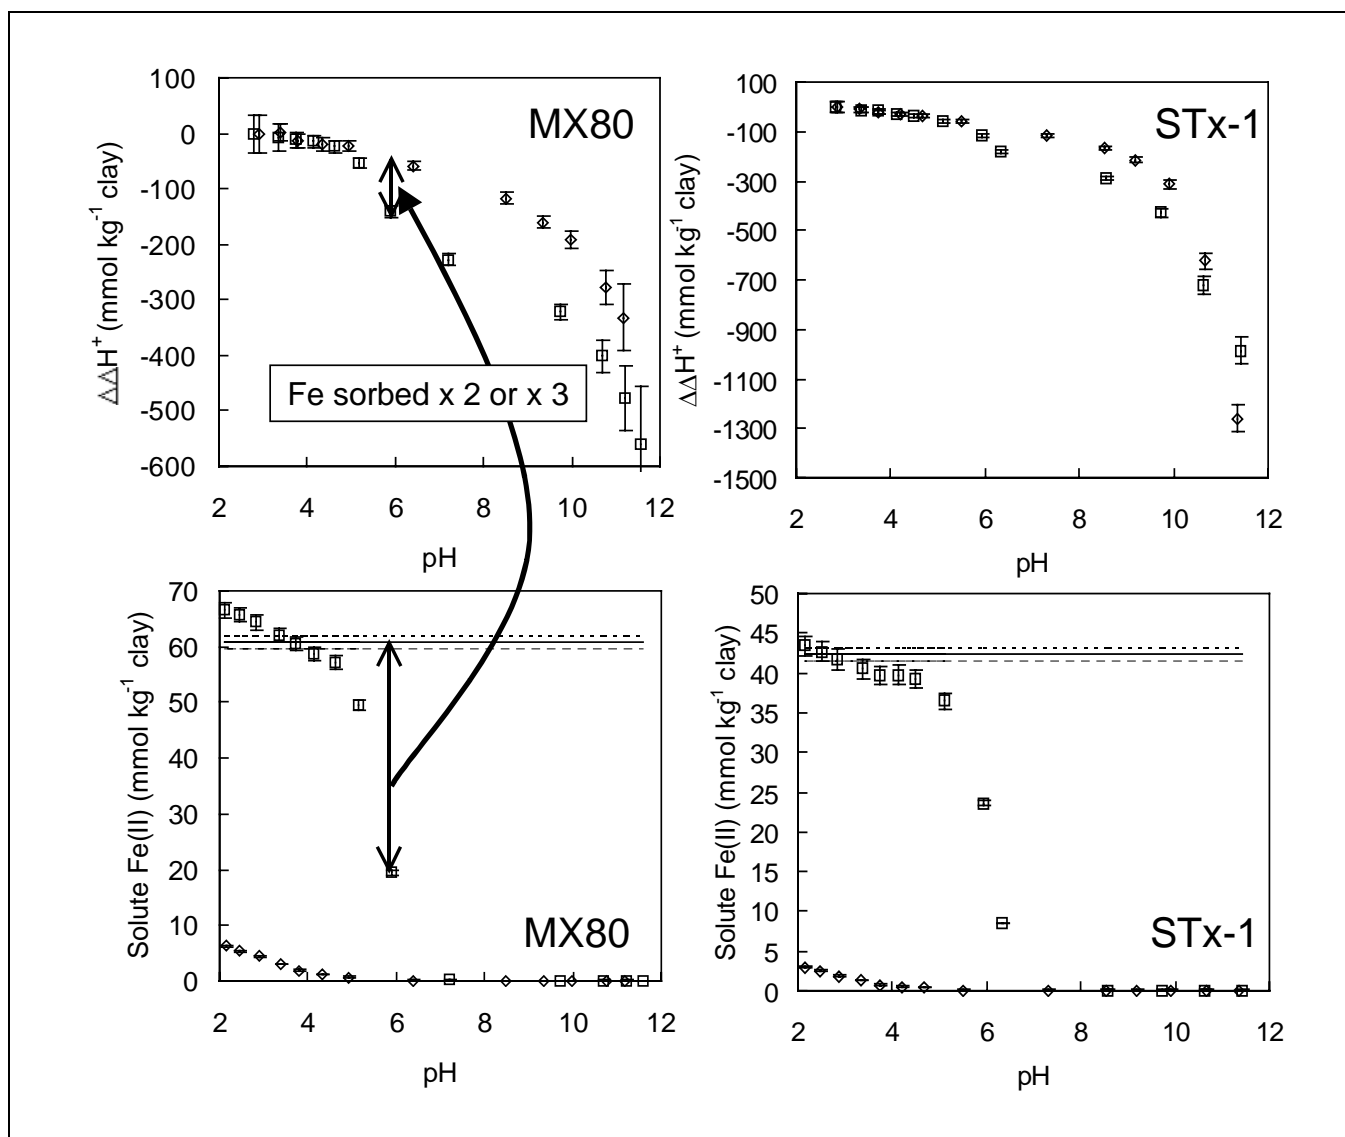 MX80
ΔΔH⁺ (mmol kg⁻¹ clay)
100
0
-100
-200
-300
-400
-500
-600
2 4 6 8 10 12
pH
Fe sorbed x 2 or x 3
STx-1
ΔΔH⁺ (mmol kg⁻¹ clay)
100
-100
-300
-500
-700
-900
-1100
-1300
-1500
2 4 6 8 10 12
pH
Solute Fe(II) (mmol kg⁻¹ clay)
70
60
50
40
30
20
10
0
MX80
2 4 6 8 10 12
pH
Solute Fe(II) (mmol kg⁻¹ clay)
50
45
40
35
30
25
20
15
10
5
0
STx-1
2 4 6 8 10 12
pH